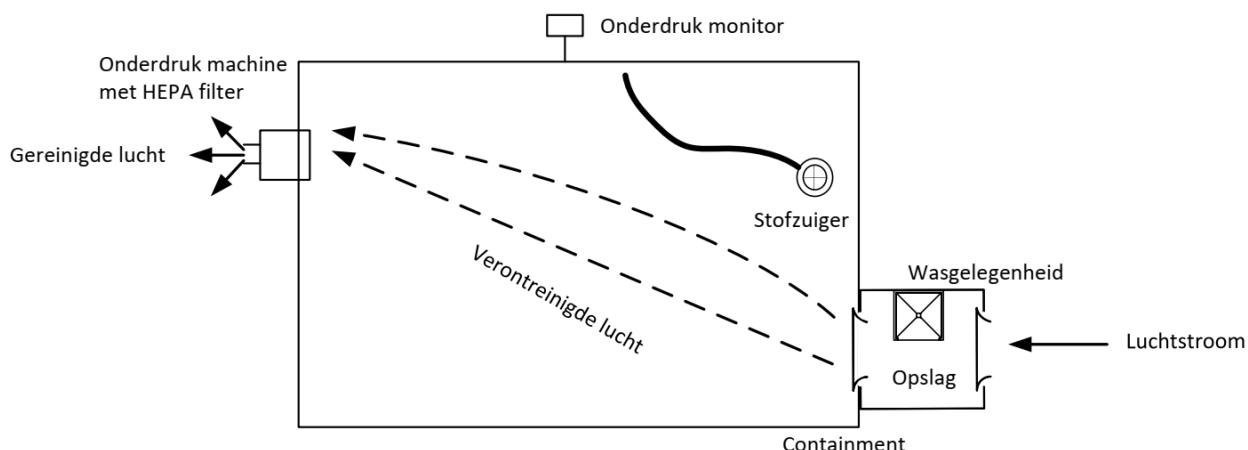 Onderdruk monitor
Onderdruk machine
met HEPA filter
Gereinigde lucht
Stofzuiger
Verontreinigde lucht
Wasgelegenheid
Luchtstroom
Opslag
Containment